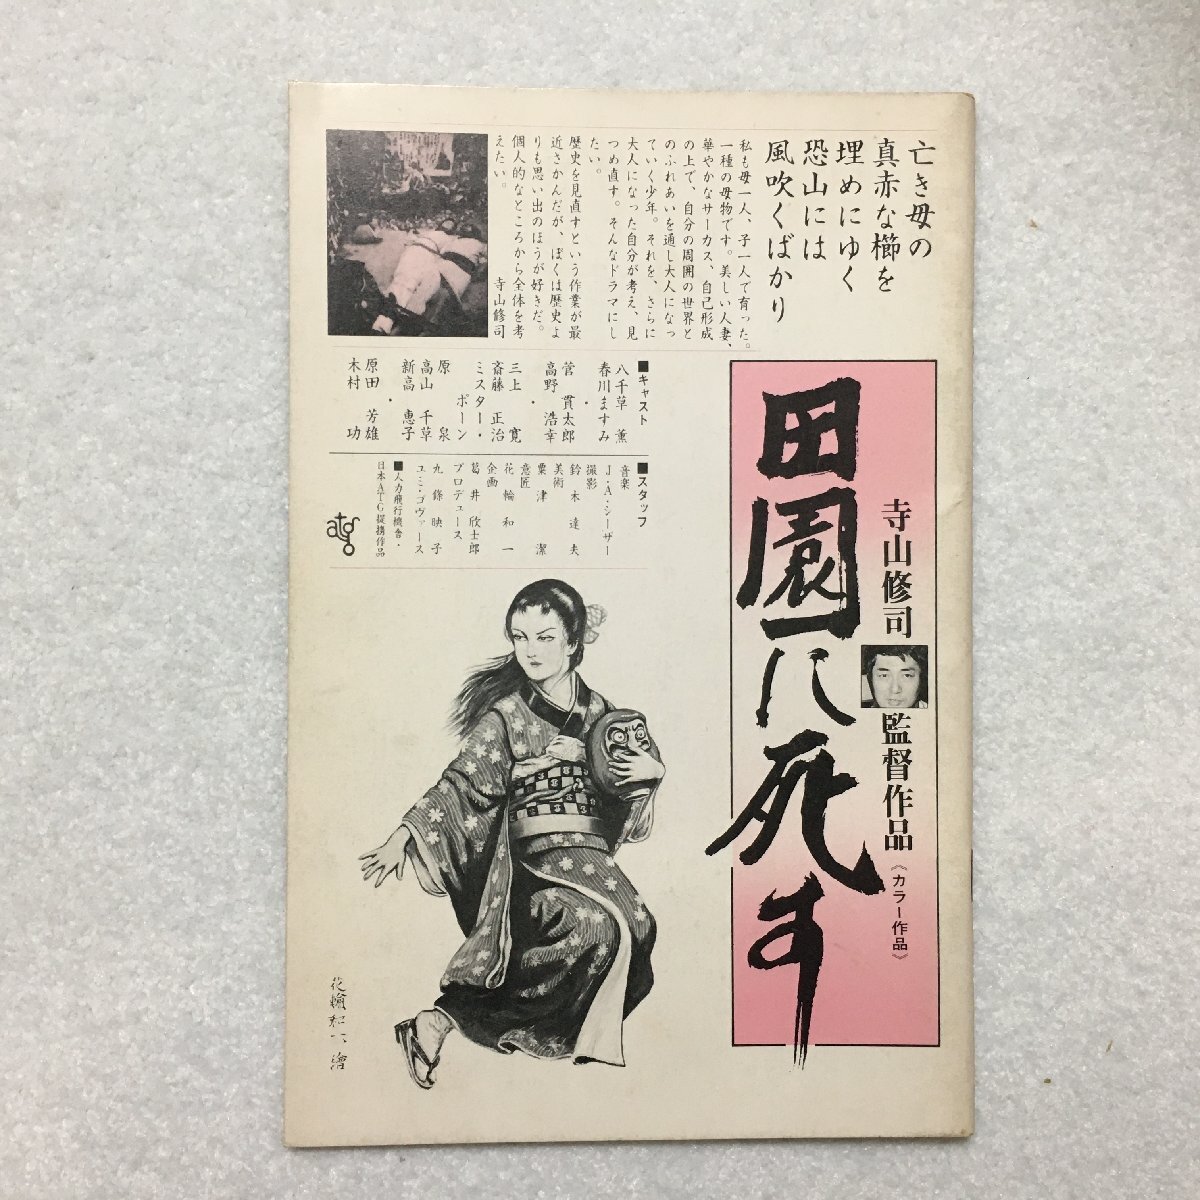 亡き母の
真赤な櫛を
埋めにゆく
恐山には
風吹くばかり
私も母一人、子一人で育った。
一種の母物です。美しい人妻、
華やかなサーカス、自己形成
の上で、自分の周囲の世界と
のふれあいを通し大人になっ
ていく少年。それを、さらに
大人になった自分が考え、見
つめ直す。そんなドラマにし
たい。
歴史を見直すという作業が最
近さかんだが、ぼくは歴史よ
りも思い出のほうが好きだ。
個人的なところから全体を考
えたい。
寺山修司
寺山修司
監督作品
《カラー作品》
田園に死す
■キャスト
八千草 薫
春川ますみ
・
菅 貫太郎
高野 浩幸
・
三上 寛
斎藤 正治
ミスター・
ポーン
原 泉
高山 千草
新高 恵子
・
原田 芳雄
木村 功
■スタッフ
音楽
J・A・シーザー
撮影
鈴木達夫
美術
粟津 潔
意匠
花輪和一
企画
葛井欣士郎
プロデュース
九條映子
ユミ・ゴヴァース
■人力飛行機舎・
日本ATG提携作品
atg
花輪和一、繪